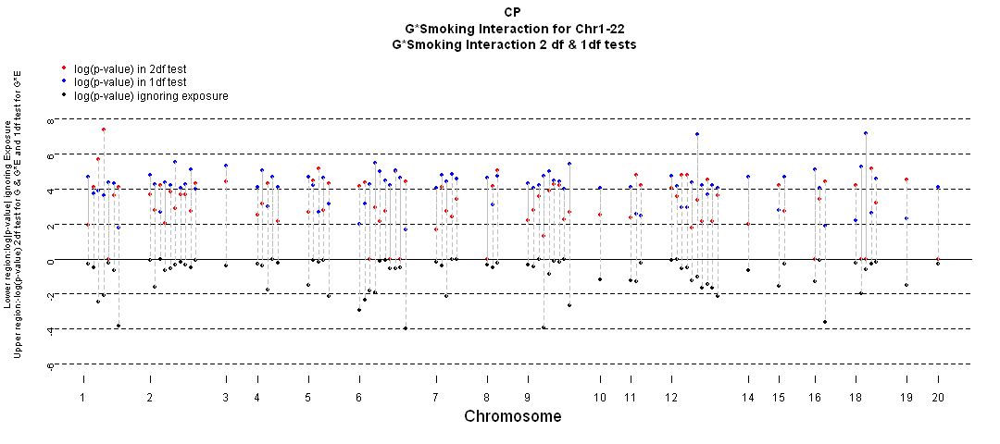 CP
G*Smoking Interaction for Chr1-22
G*Smoking Interaction 2 df & 1df tests
log(p-value) in 2df test
log(p-value) in 1df test
log(p-value) ignoring exposure
Lower region:log|p-value| ignoring Exposure
Upper region:-log(p-value) 2df test for G & G*E and 1df test for G*E
8
6
4
2
0
-2
-4
-6
1 2 3 4 5 6 7 8 9 10 11 12 14 15 16 18 19 20
Chromosome